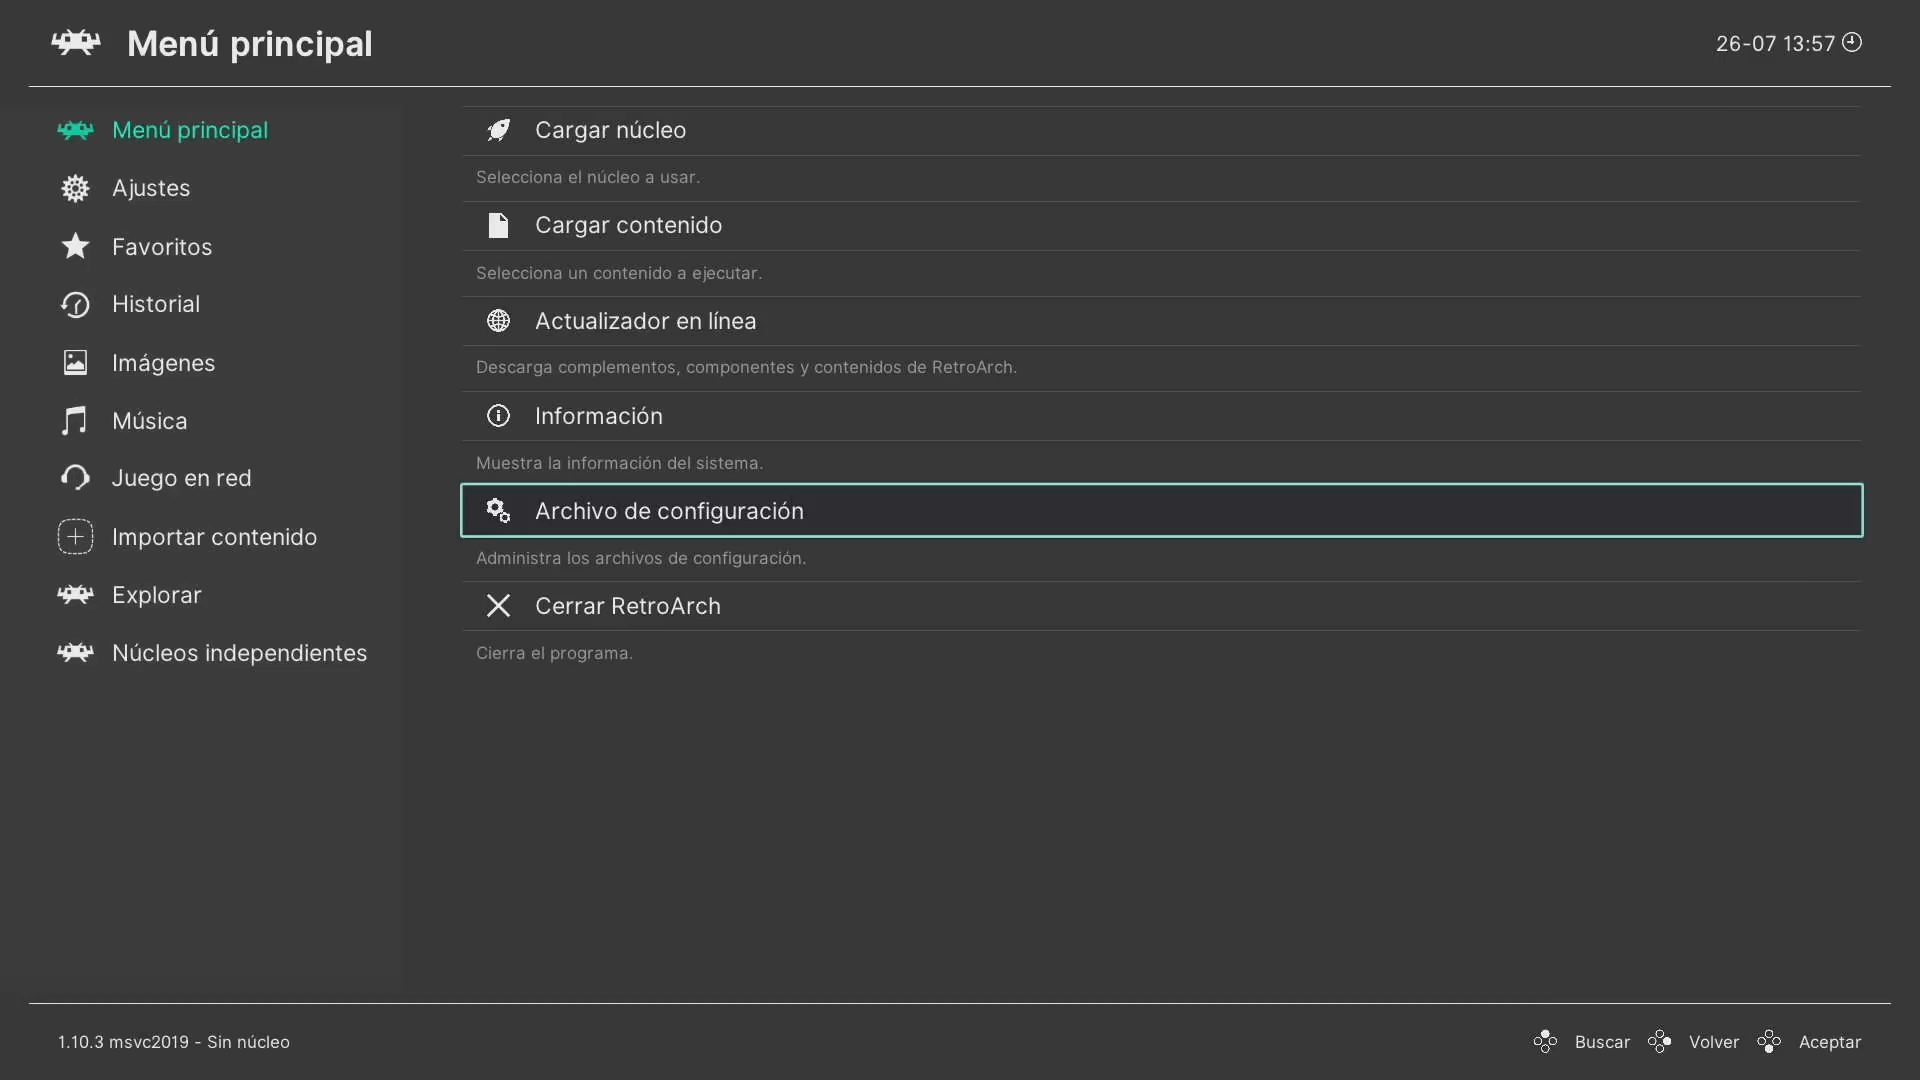 Menú principal
26-07 13:57
Menú principal
Ajustes
Favoritos
Historial
Imágenes
Música
Juego en red
Importar contenido
Explorar
Núcleos independientes
Cargar núcleo
Selecciona el núcleo a usar.
Cargar contenido
Selecciona un contenido a ejecutar.
Actualizador en línea
Descarga complementos, componentes y contenidos de RetroArch.
Información
Muestra la información del sistema.
Archivo de configuración
Administra los archivos de configuración.
Cerrar RetroArch
Cierra el programa.
1.10.3 msvc2019 - Sin núcleo
Buscar Volver Aceptar